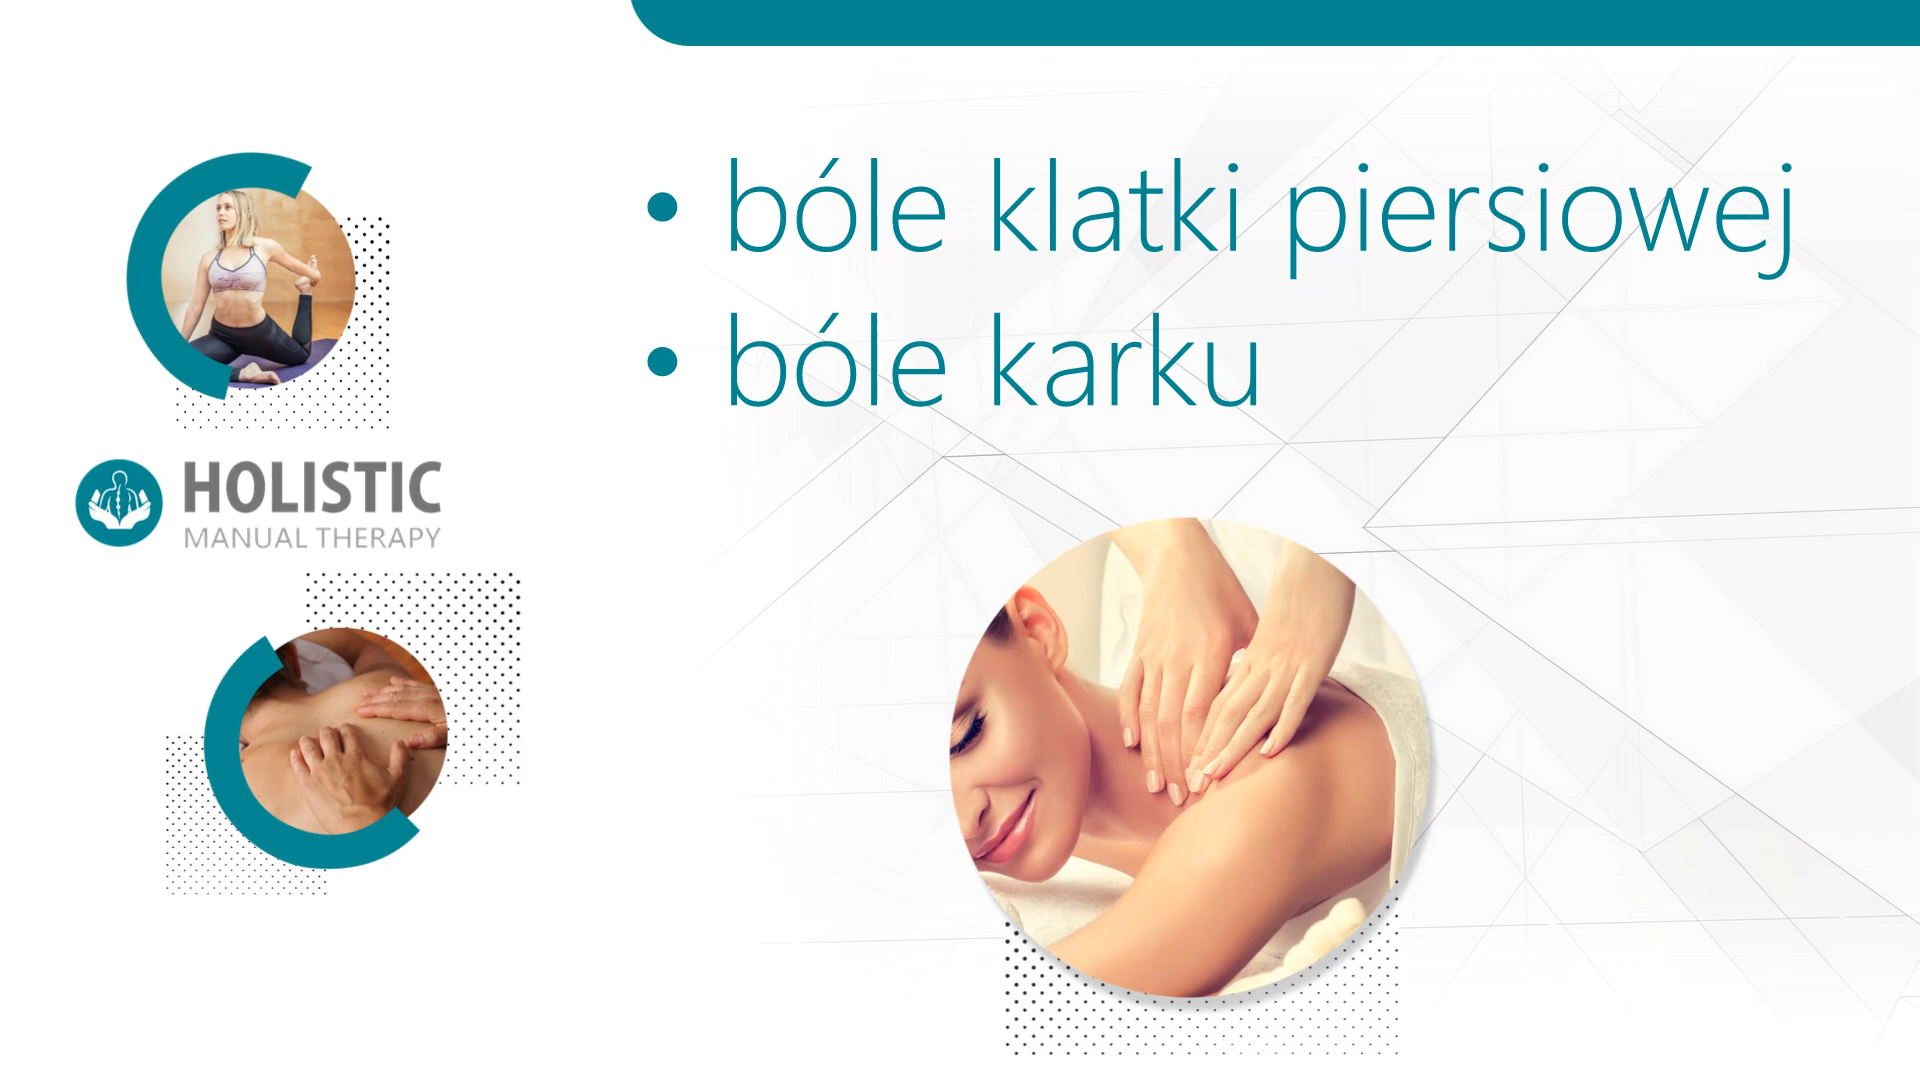 • bóle klatki piersiowej
• bóle karku
HOLISTIC
MANUAL THERAPY